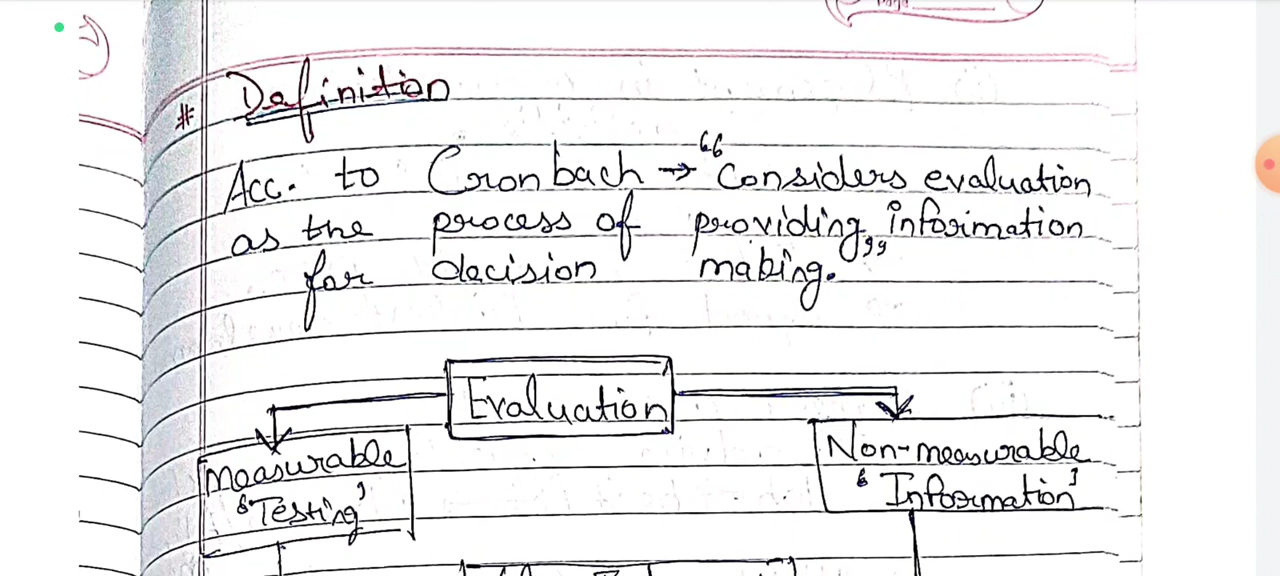 # Definition
Acc. to Cronbach → "Considers evaluation
as the process of providing information
for decision making."
Evaluation
Measurable
'Testing'
Non-measurable
'Information'